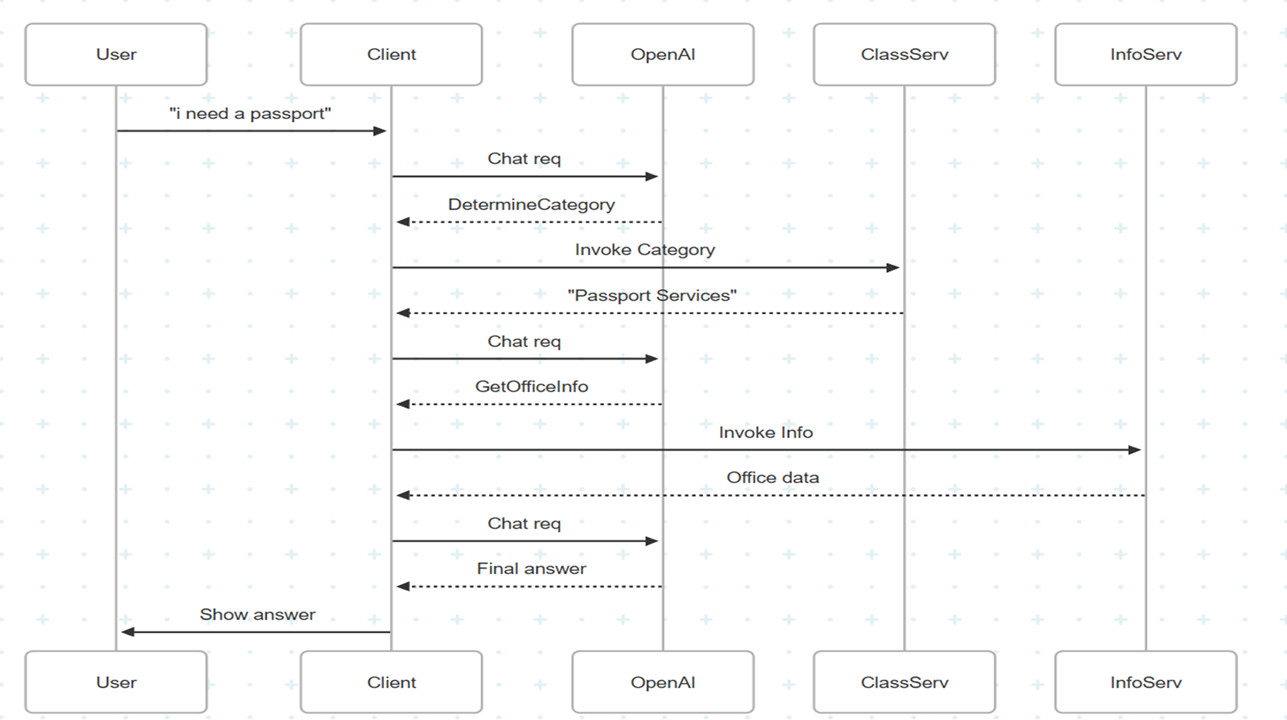 User
Client
OpenAI
ClassServ
InfoServ
"i need a passport"
Chat req
DetermineCategory
Invoke Category
"Passport Services"
Chat req
GetOfficeInfo
Invoke Info
Office data
Chat req
Final answer
Show answer
User
Client
OpenAI
ClassServ
InfoServ